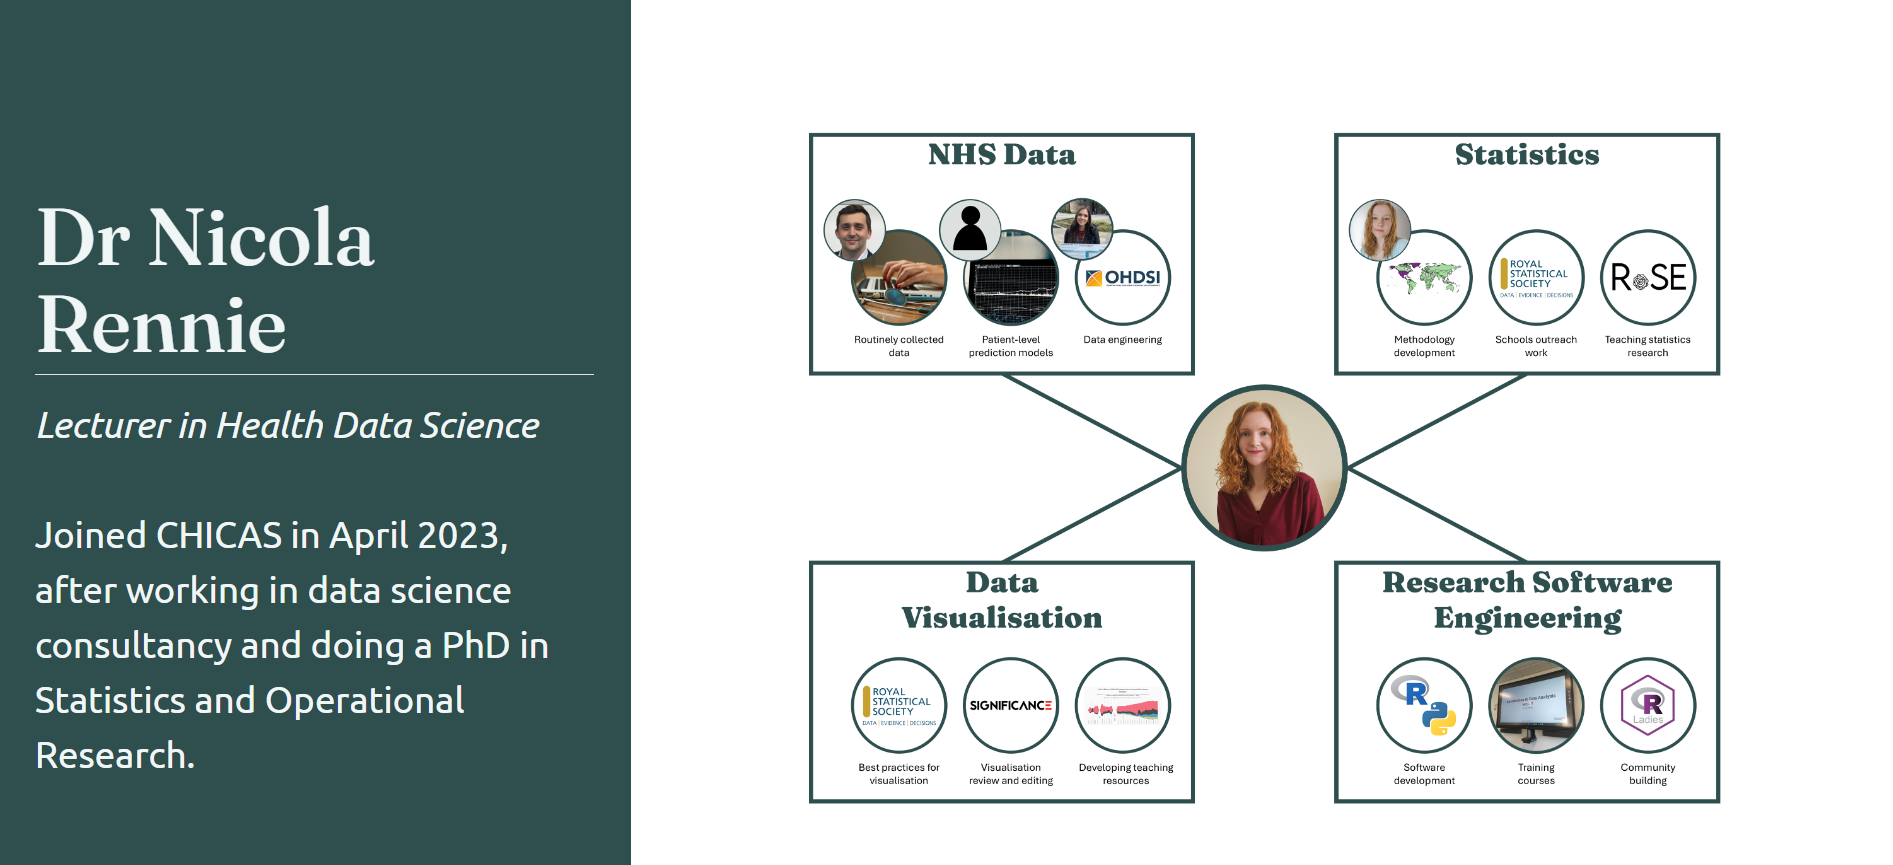 Dr Nicola
Rennie
Lecturer in Health Data Science
Joined CHICAS in April 2023,
after working in data science
consultancy and doing a PhD in
Statistics and Operational
Research.
NHS Data
OHDSI
Routinely collected
data
Patient-level
prediction models
Data engineering
Statistics
ROYAL
STATISTICAL
SOCIETY
DATA | EVIDENCE | DECISIONS
RSE
Methodology
development
Schools outreach
work
Teaching statistics
research
Data
Visualisation
ROYAL
STATISTICAL
SOCIETY
DATA | EVIDENCE | DECISIONS
SIGNIFICANCE
Best practices for
visualisation
Visualisation
review and editing
Developing teaching
resources
Research Software
Engineering
R
R
Ladies
Software
development
Training
courses
Community
building